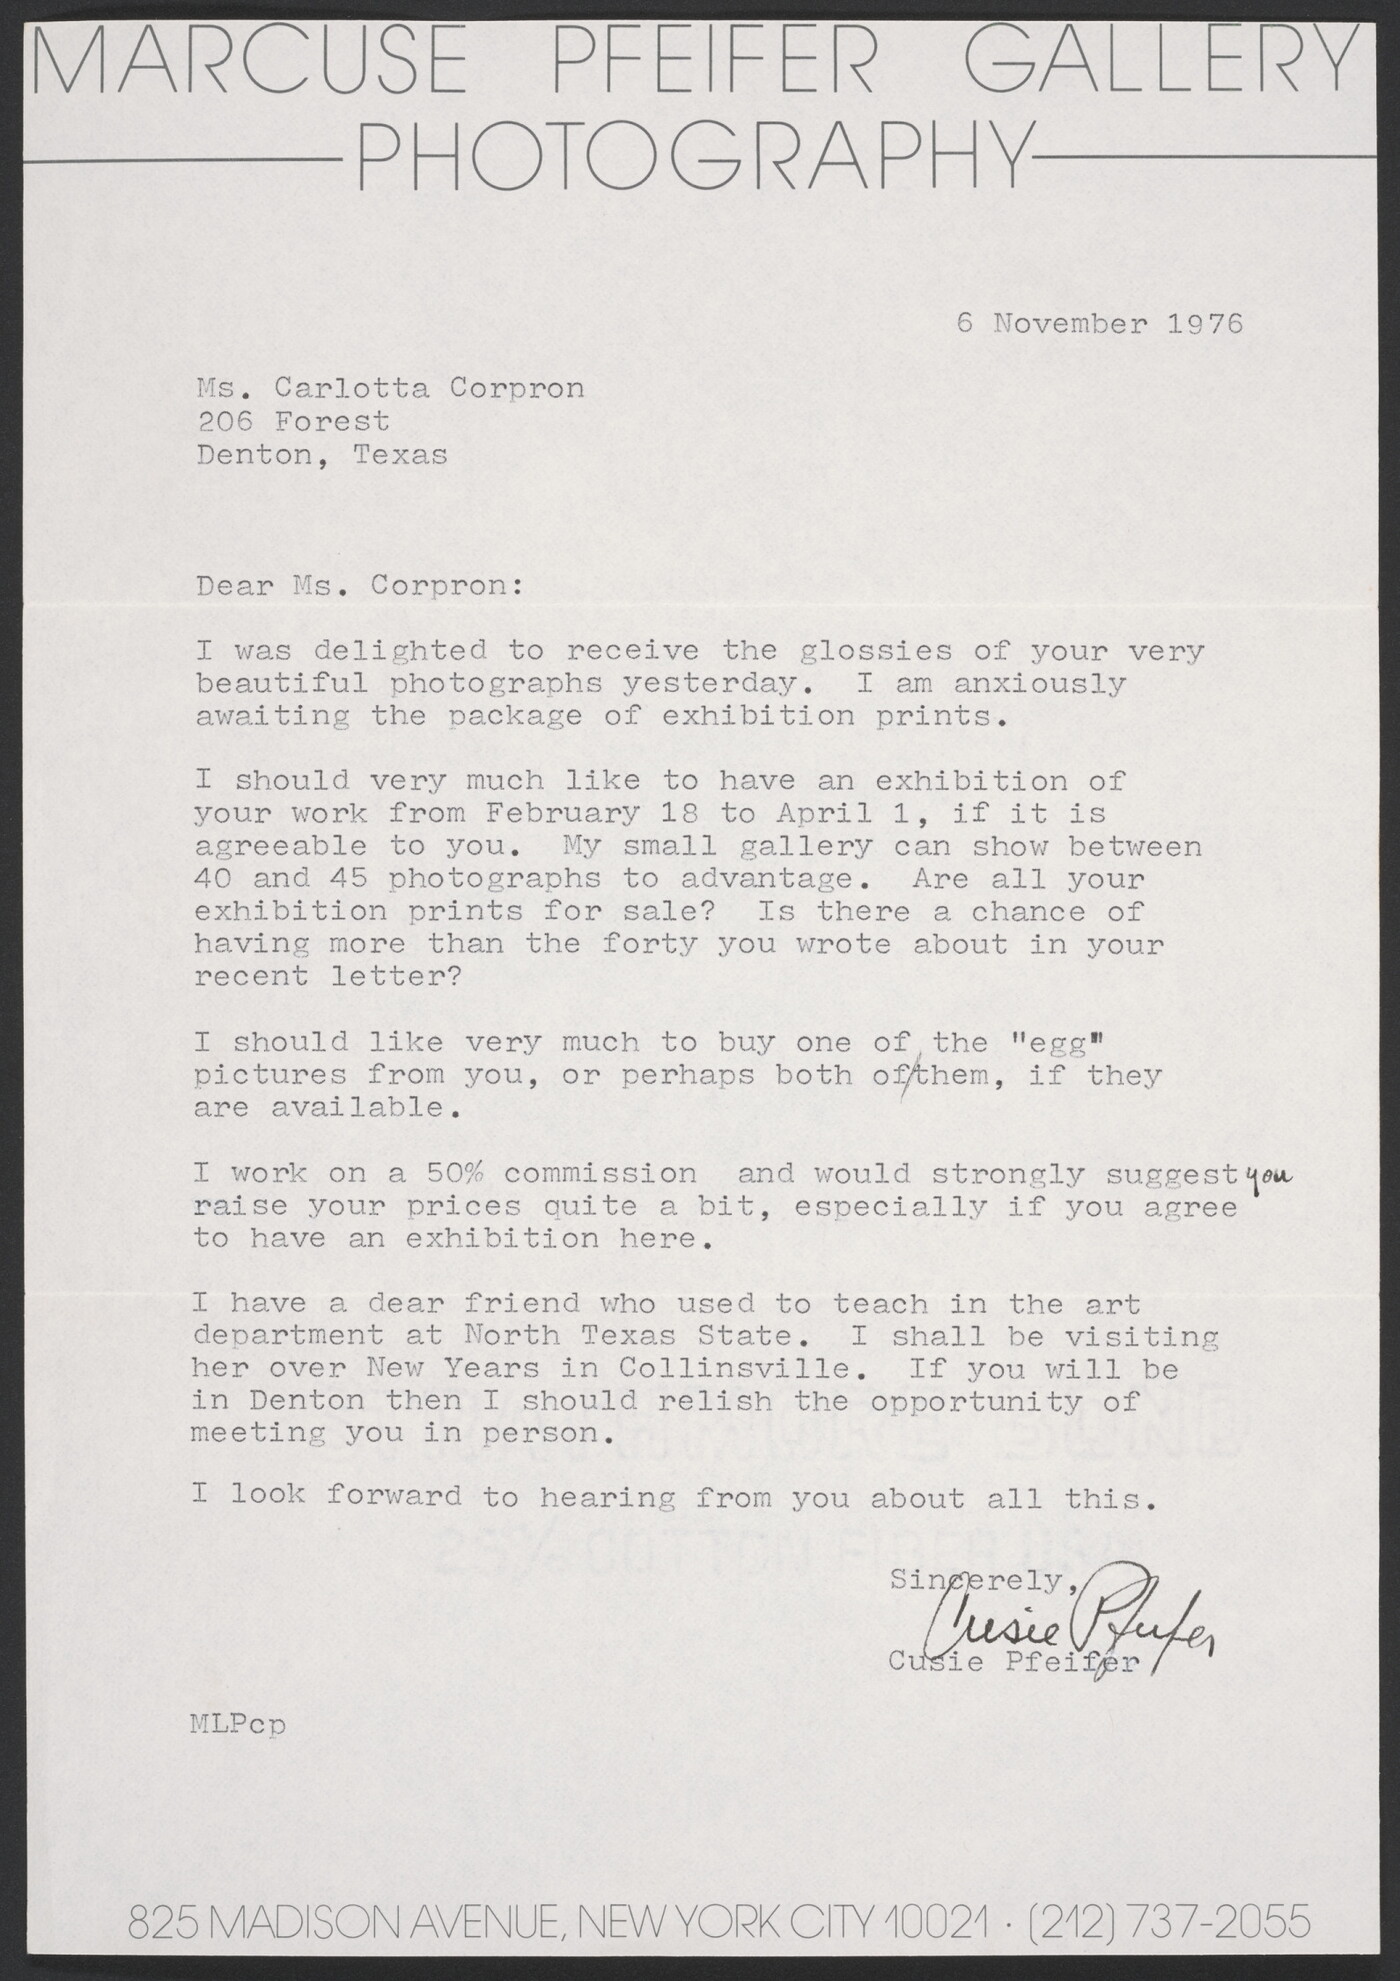 MARCUSE PFEIFER GALLERY
PHOTOGRAPHY
6 November 1976
Ms. Carlotta Corpron
206 Forest
Denton, Texas
Dear Ms. Corpron:
I was delighted to receive the glossies of your very
beautiful photographs yesterday. I am anxiously
awaiting the package of exhibition prints.
I should very much like to have an exhibition of
your work from February 18 to April 1, if it is
agreeable to you. My small gallery can show between
40 and 45 photographs to advantage. Are all your
exhibition prints for sale? Is there a chance of
having more than the forty you wrote about in your
recent letter?
I should like very much to buy one of the "egg"
pictures from you, or perhaps both of/them, if they
are available.
I work on a 50% commission and would strongly suggest you
raise your prices quite a bit, especially if you agree
to have an exhibition here.
I have a dear friend who used to teach in the art
department at North Texas State. I shall be visiting
her over New Years in Collinsville. If you will be
in Denton then I should relish the opportunity of
meeting you in person.
I look forward to hearing from you about all this.
Sincerely,
Cusie Pfeifer
Cusie Pfeifer
MLPcp
825 MADISON AVENUE, NEW YORK CITY 10021 · (212) 737-2055